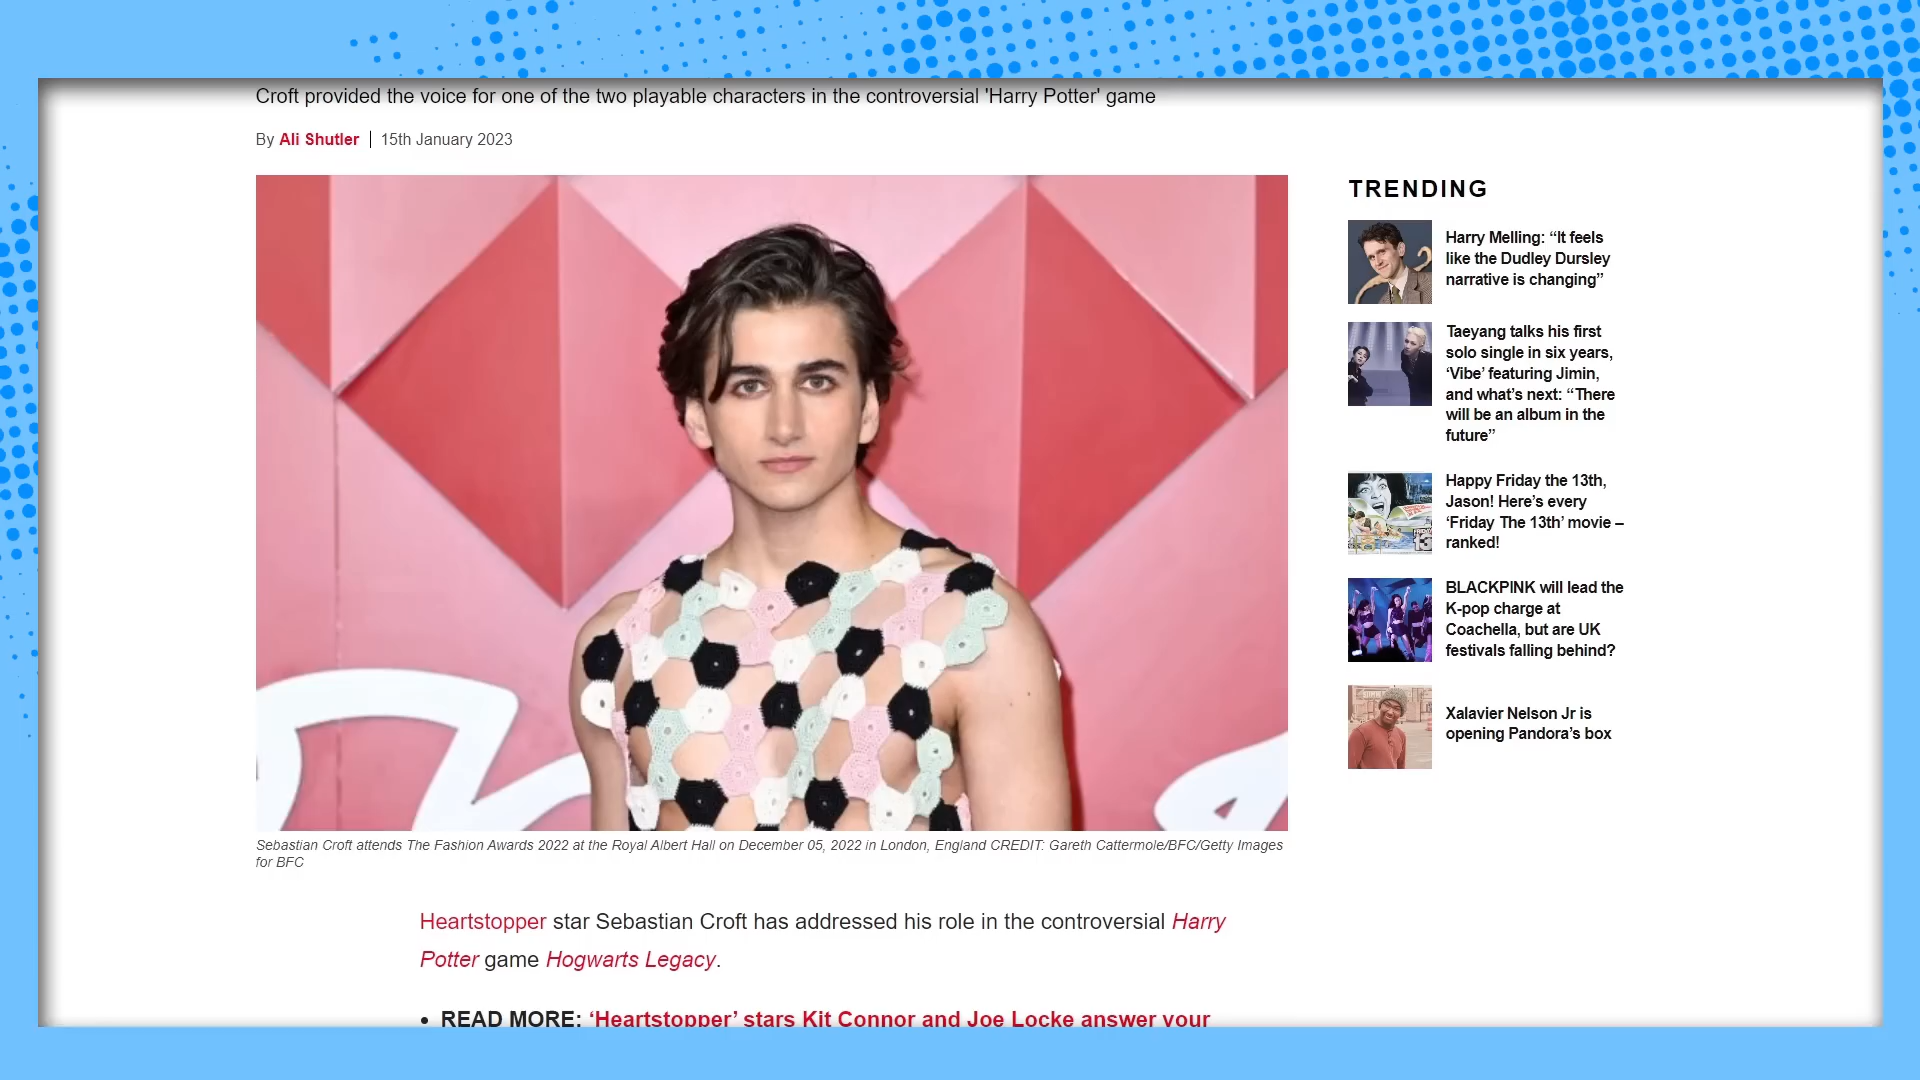 Croft provided the voice for one of the two playable characters in the controversial 'Harry Potter' game
By Ali Shutler | 15th January 2023
TRENDING
Harry Melling: “It feels
like the Dudley Dursley
narrative is changing”
Taeyang talks his first
solo single in six years,
‘Vibe’ featuring Jimin,
and what’s next: “There
will be an album in the
future”
Happy Friday the 13th,
Jason! Here’s every
‘Friday The 13th’ movie –
ranked!
BLACKPINK will lead the
K-pop charge at
Coachella, but are UK
festivals falling behind?
Xalavier Nelson Jr is
opening Pandora’s box
Sebastian Croft attends The Fashion Awards 2022 at the Royal Albert Hall on December 05, 2022 in London, England CREDIT: Gareth Cattermole/BFC/Getty Images
for BFC
Heartstopper star Sebastian Croft has addressed his role in the controversial Harry
Potter game Hogwarts Legacy.
• READ MORE: ‘Heartstopper’ stars Kit Connor and Joe Locke answer your